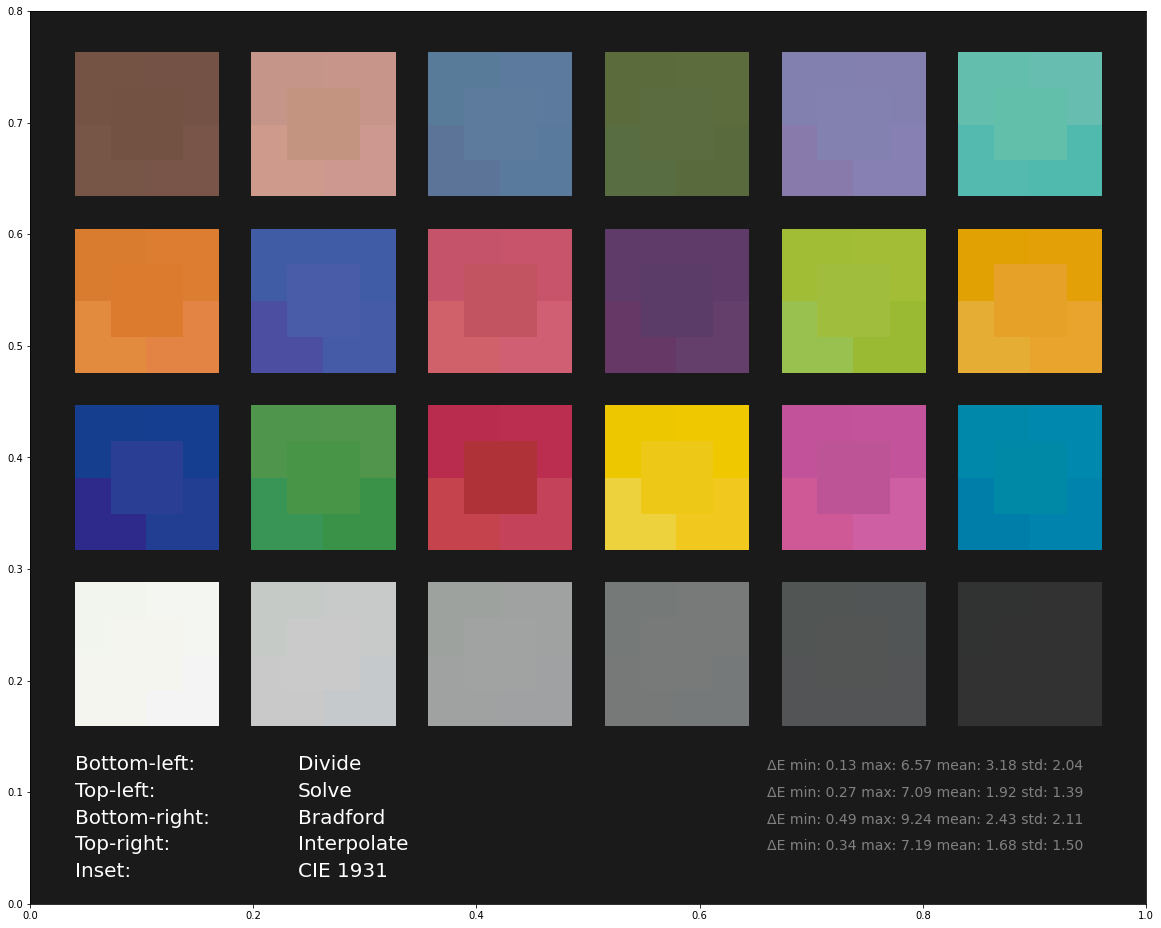 0.8
0.7
0.6
0.5
0.4
0.3
0.2
Bottom-left: Divide ΔE min: 0.13 max: 6.57 mean: 3.18 std: 2.04
Top-left: Solve ΔE min: 0.27 max: 7.09 mean: 1.92 std: 1.39
0.1
Bottom-right: Bradford ΔE min: 0.49 max: 9.24 mean: 2.43 std: 2.11
Top-right: Interpolate ΔE min: 0.34 max: 7.19 mean: 1.68 std: 1.50
Inset: CIE 1931
0.0
0.0 0.2 0.4 0.6 0.8 1.0